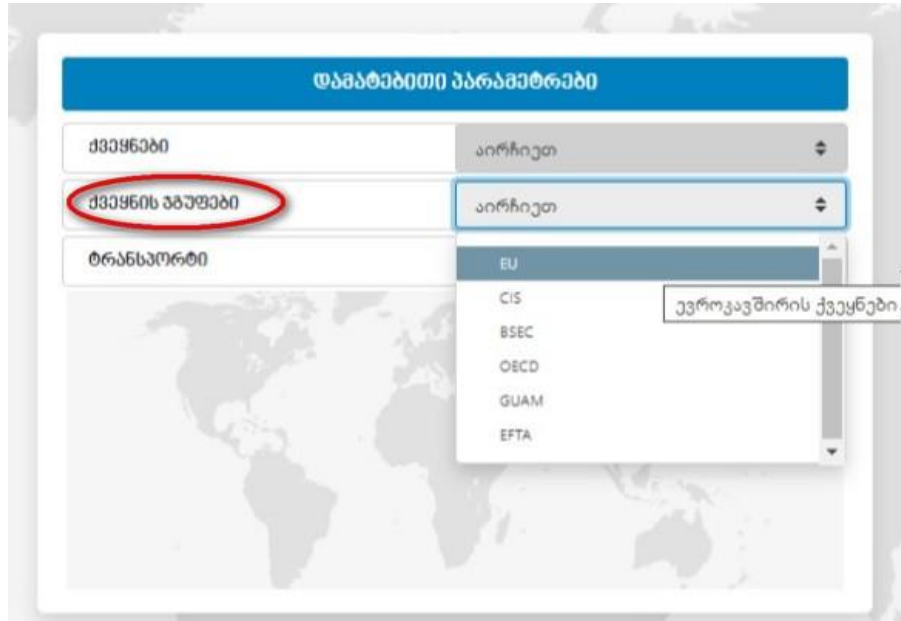 დამატებითი პარამეტრები
ქვეყნები
აირჩიეთ
ქვეყნის ჯგუფები
აირჩიეთ
ტრანსპორტი
EU
ევროკავშირის ქვეყნები
CIS
BSEC
OECD
GUAM
EFTA